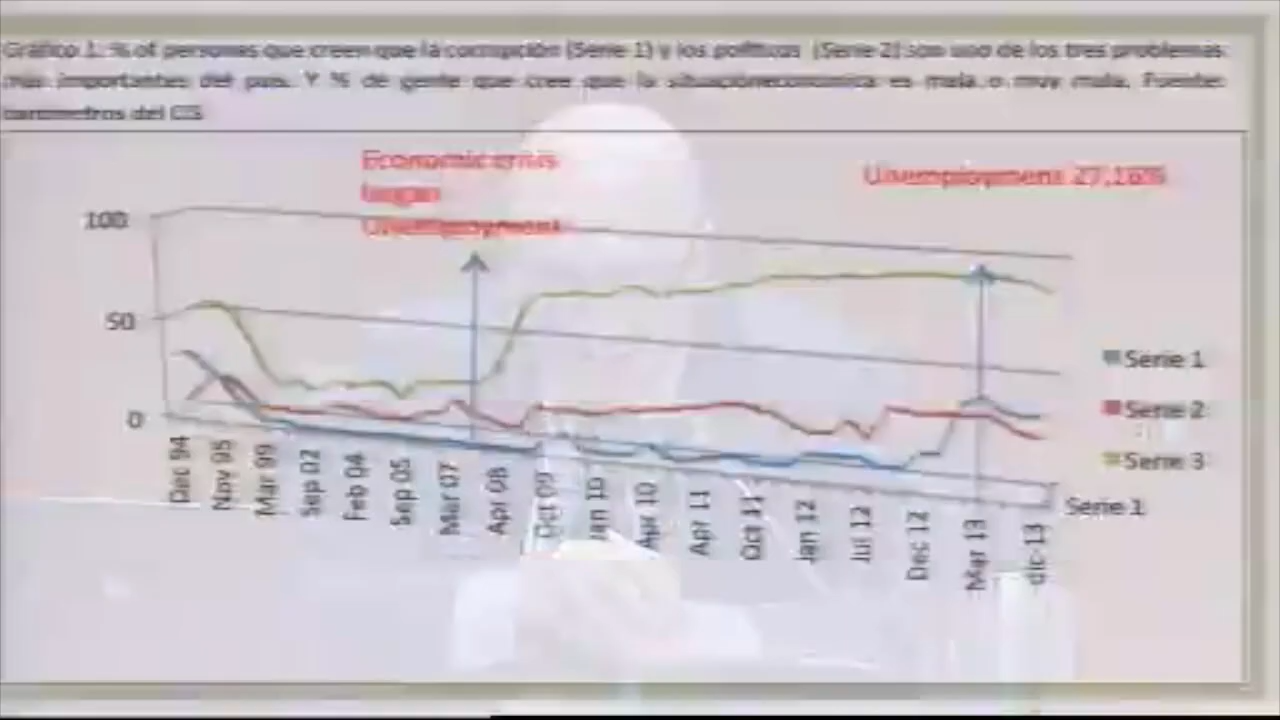 Gráfico 1. % of personas que creen que la corrupción (Serie 1) y los políticos (Serie 2) son uno de los tres problemas
más importantes del país. Y % de gente que cree que la situacióneconomica es mala o muy mala. Fuente:
barómetros del CIS
Economic crisis
began
Unemployment
Unemployment 27,16%
100
50
0
Serie 1
Serie 2
Serie 3
Serie 1
Dec 94
Nov 95
Mar 99
Sep 02
Feb 04
Sep 05
Mar 07
Apr 08
Oct 09
Jan 10
Apr 10
Apr 11
Oct 11
Jan 12
Jul 12
Dec 12
Mar 13
dic-13